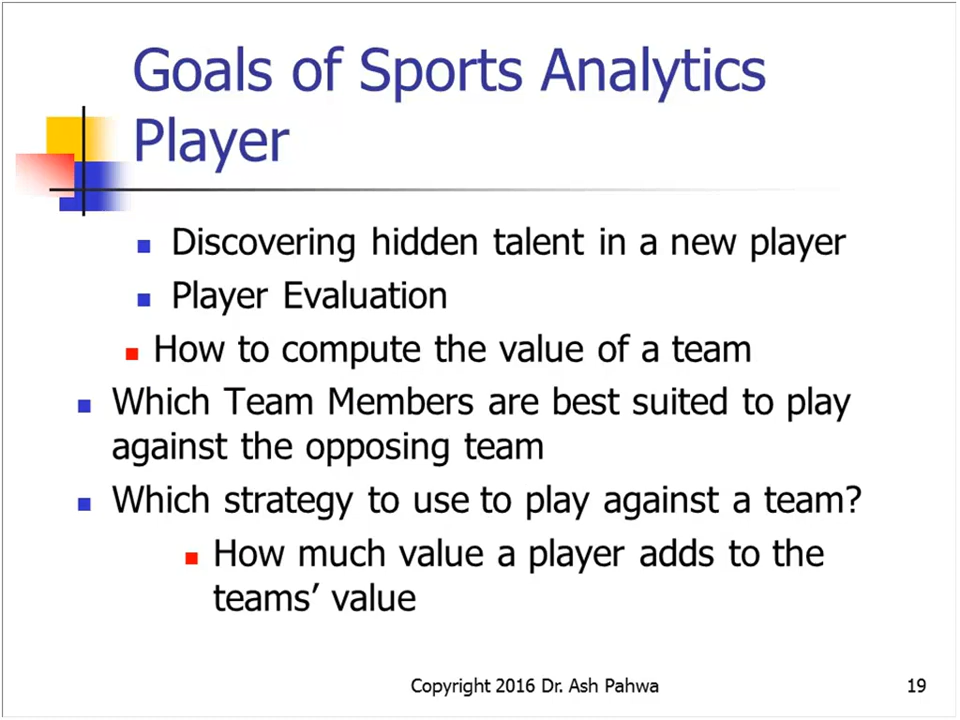 Goals of Sports Analytics
Player
Discovering hidden talent in a new player
Player Evaluation
How to compute the value of a team
Which Team Members are best suited to play
against the opposing team
Which strategy to use to play against a team?
How much value a player adds to the
teams’ value
Copyright 2016 Dr. Ash Pahwa
19